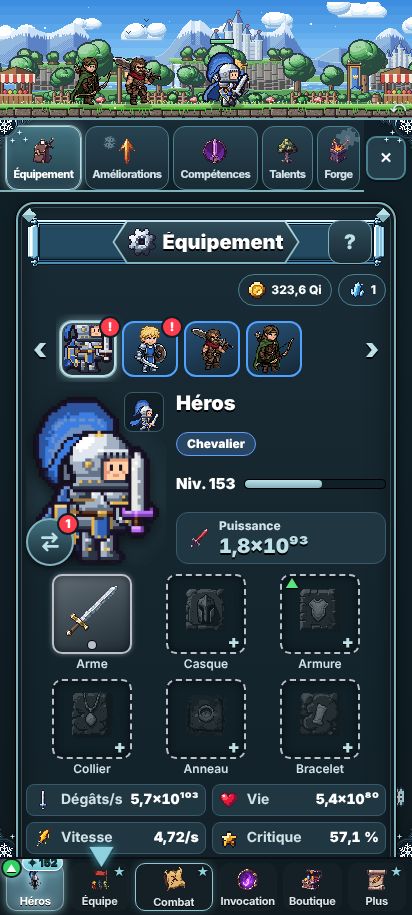 Équipement
Améliorations
Compétences
Talents
Forge
×
Équipement
?
323,6 Qi
1
!
!
Héros
Chevalier
Niv. 153
1
Puissance
1,8×10⁹³
Arme
Casque
Armure
Collier
Anneau
Bracelet
Dégâts/s 5,7×10¹⁰³
Vie 5,4×10⁸⁰
Vitesse 4,72/s
Critique 57,1 %
Héros
Équipe
Combat
Invocation
Boutique
Plus